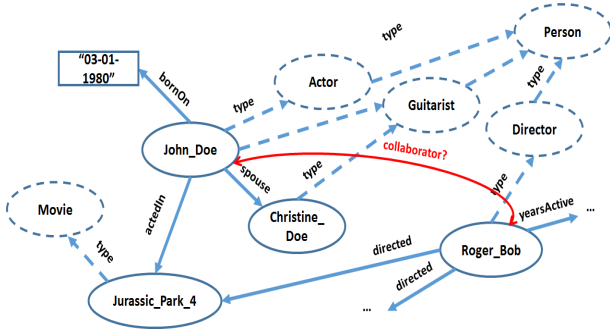 Person
type
"03-01-
1980"
bornOn
Actor
type
type
Guitarist
Director
John_Doe
collaborator?
type
spouse
type
Movie
actedIn
Christine_
Doe
yearsActive
...
type
directed
Roger_Bob
directed
Jurassic_Park_4
...